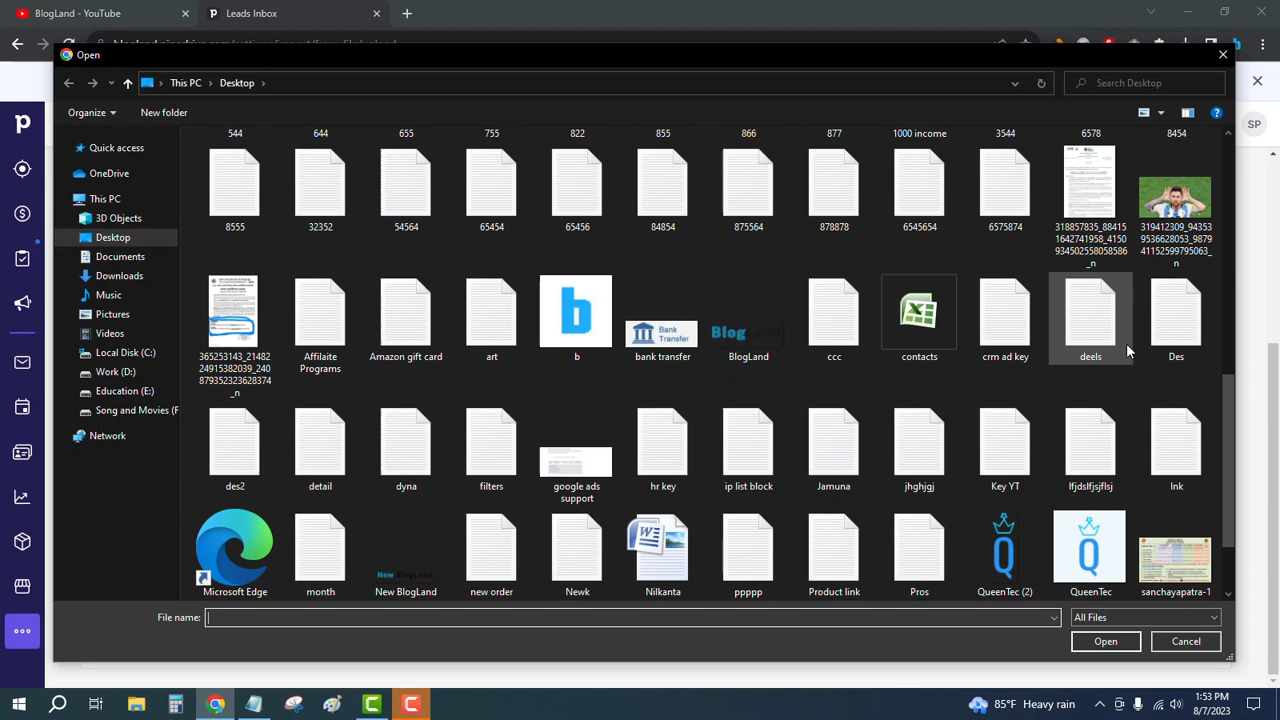 BlogLand - YouTube
Leads Inbox
Open
This PC
Desktop
Search Desktop
Organize
New folder
SP
Quick access
OneDrive
This PC
3D Objects
Desktop
Documents
Downloads
Music
Pictures
Videos
Local Disk (C:)
Work (D:)
Education (E:)
Song and Movies (F
Network
544
644
655
755
822
855
866
877
1000 income
3544
6578
8454
8555
32352
54564
65454
65456
84854
875564
878878
6545654
6575874
318857835_88415
1642741958_4150
934502558058586
_n
319412309_94353
9536628053_9879
41152599795063_
n
365253143_21482
24915382039_240
879352323628374
_n
Affilaite
Programs
Amazon gift card
art
b
b
Bank
Transfer
bank transfer
BlogLand
BlogLand
ccc
contacts
crm ad key
deels
Des
des2
detail
dyna
filters
google ads
support
hr key
ip list block
Jamuna
jhghjgj
Key YT
lfjdslfjsjflsj
lnk
Microsoft Edge
month
New BlogLand
New BlogLand
new order
Newk
Nilkanta
ppppp
Product link
Pros
QueenTec (2)
QueenTec
sanchayapatra-1
File name:
All Files
Open
Cancel
85°F Heavy rain
1:53 PM
8/7/2023